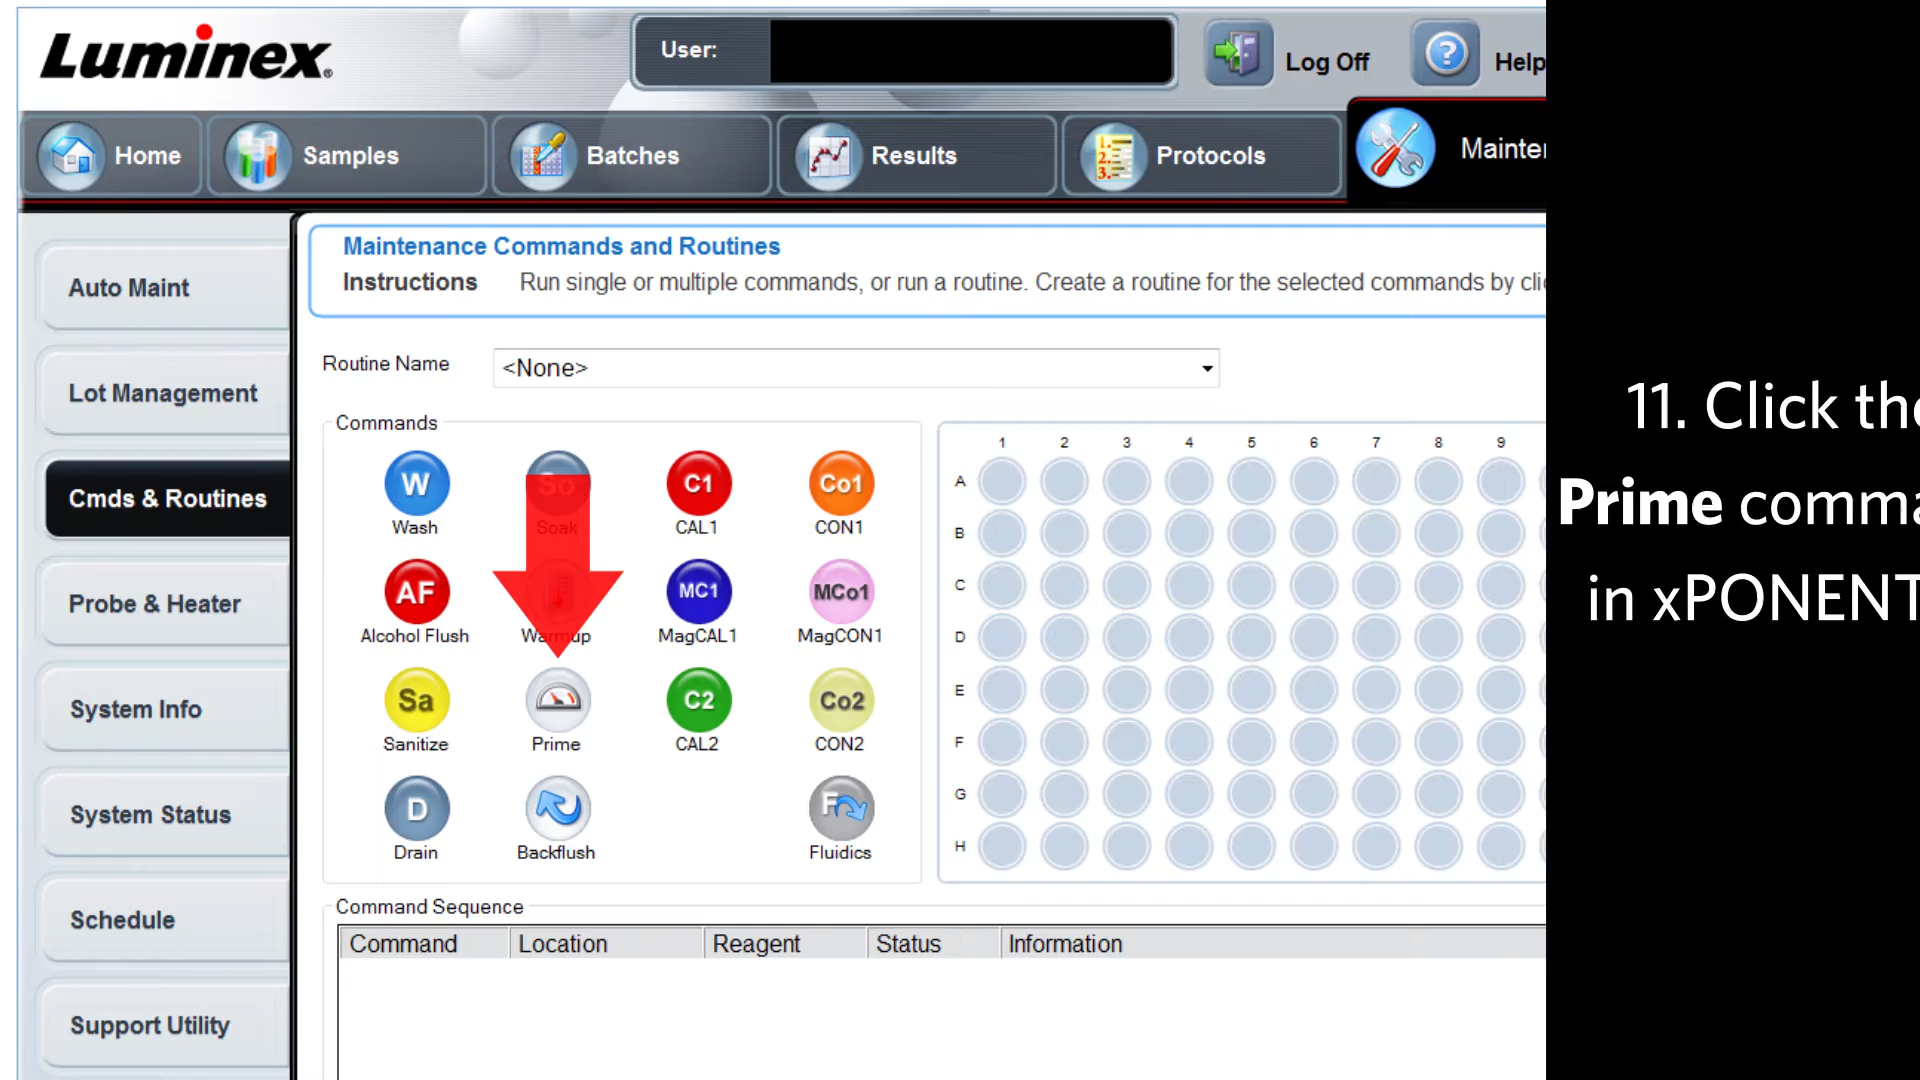 Luminex
User:
Log Off
Help
Home
Samples
Batches
Results
Protocols
Auto Maint
Lot Management
Cmds & Routines
Probe & Heater
System Info
System Status
Schedule
Support Utility
Maintenance Commands and Routines
Instructions Run single or multiple commands, or run a routine. Create a routine for the selected commands by
Routine Name <None>
Commands
W So C1 Co1
Wash Soak CAL1 CON1
AF MC1 MCo1
Alcohol Flush Warmup MagCAL1 MagCON1
Sa C2 Co2
Sanitize Prime CAL2 CON2
D F
Drain Backflush Fluidics
1 2 3 4 5 6 7 8 9
A
B
C
D
E
F
G
H
Command Sequence
Command Location Reagent Status Information
11. Click
Prime
in xPONENT